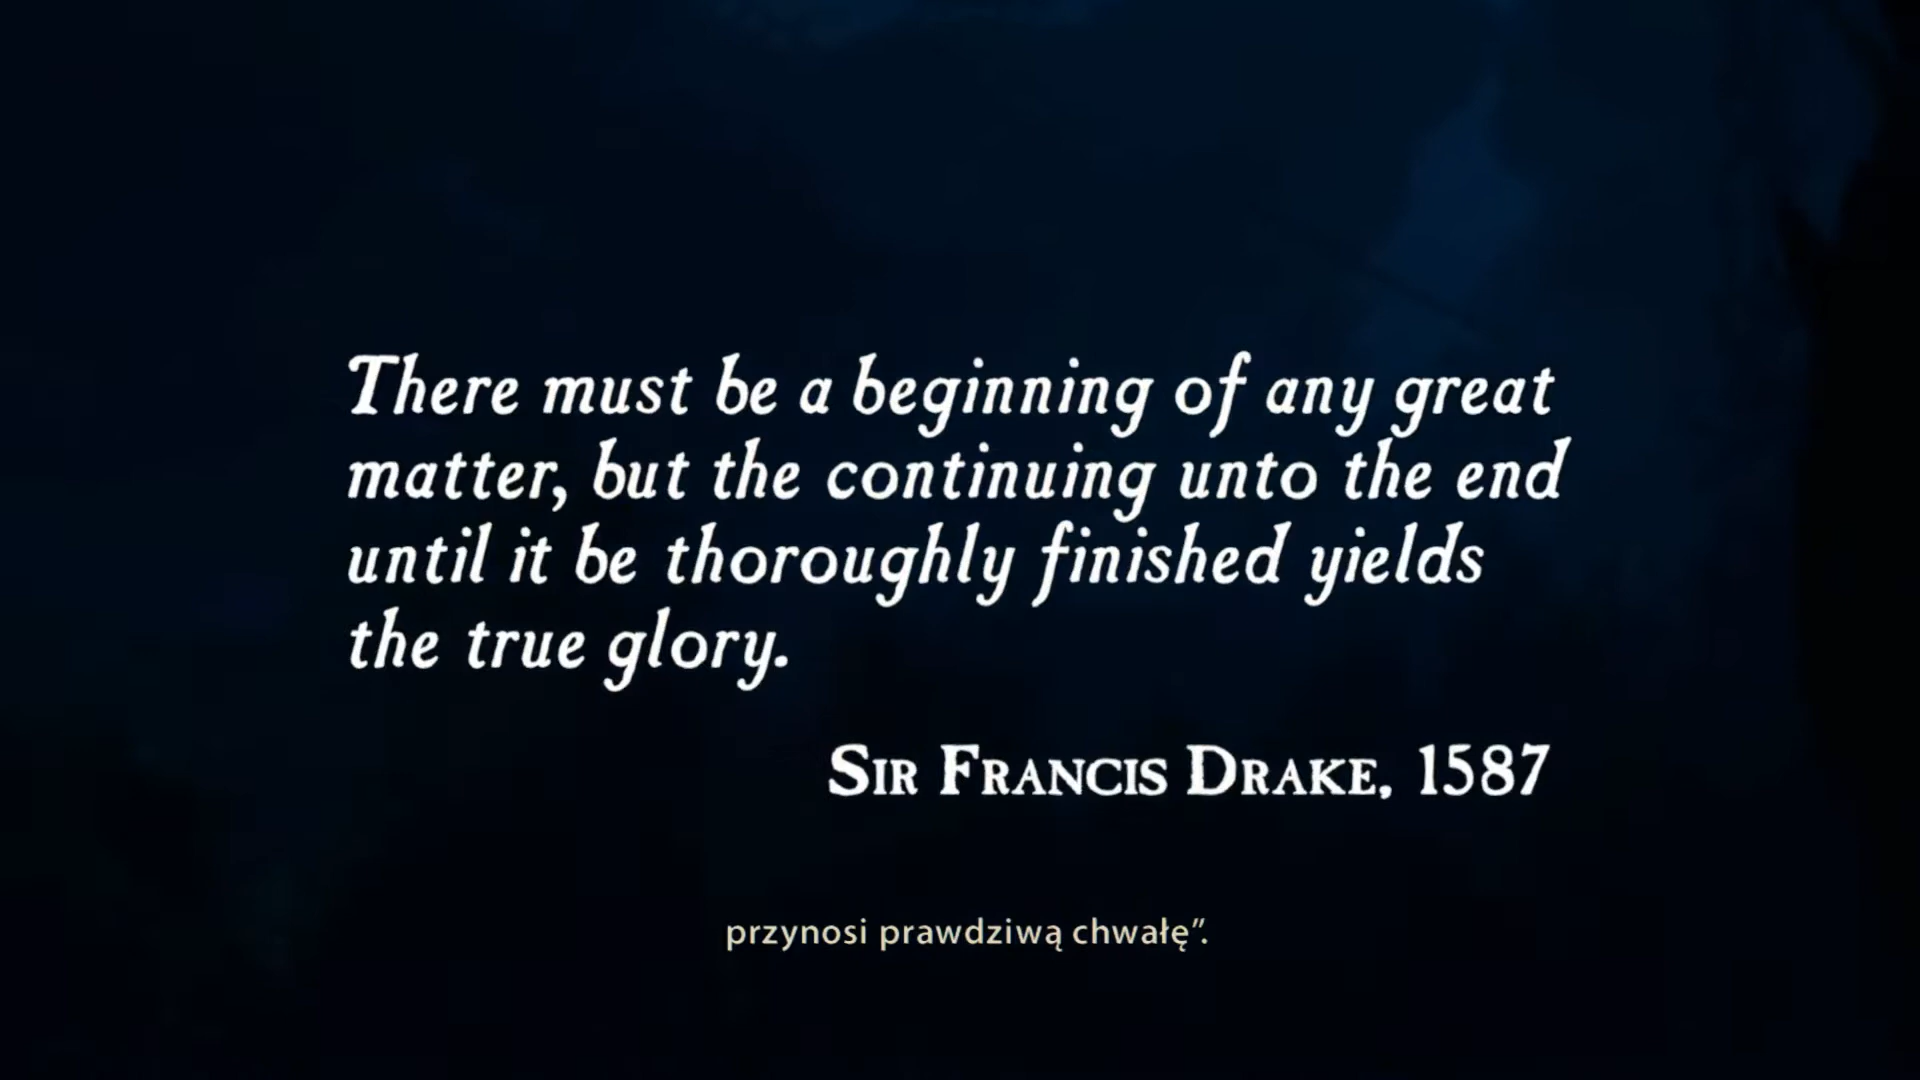 There must be a beginning of any great
matter, but the continuing unto the end
until it be thoroughly finished yields
the true glory.
Sir Francis Drake, 1587
przynosi prawdziwą chwałę”.